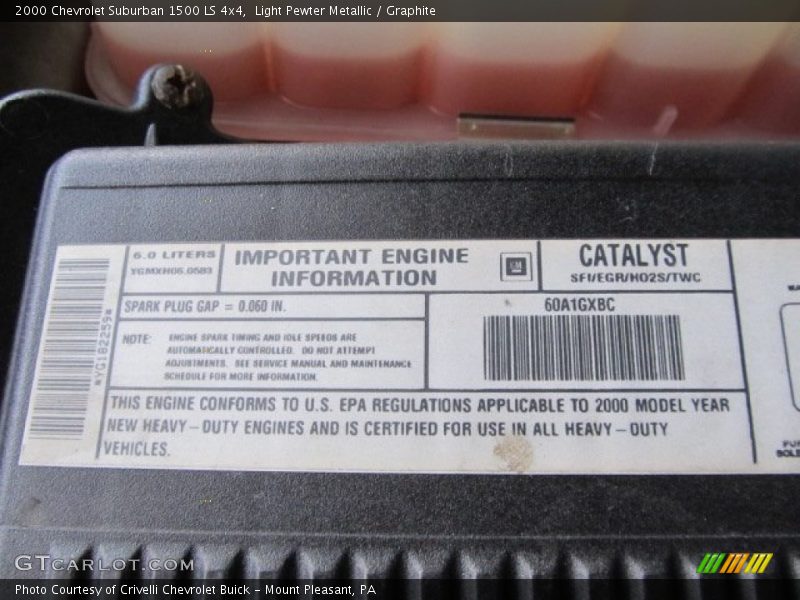 2000 Chevrolet Suburban 1500 LS 4x4, Light Pewter Metallic / Graphite
6.0 LITERS
YGMXH06.0583
IMPORTANT ENGINE
INFORMATION
GM
CATALYST
SFI/EGR/HO2S/TWC
SPARK PLUG GAP = 0.060 IN.
60A1GXBC
*YG182259*
NOTE: ENGINE SPARK TIMING AND IDLE SPEEDS ARE
AUTOMATICALLY CONTROLLED. DO NOT ATTEMPT
ADJUSTMENTS. SEE SERVICE MANUAL AND MAINTENANCE
SCHEDULE FOR MORE INFORMATION.
THIS ENGINE CONFORMS TO U.S. EPA REGULATIONS APPLICABLE TO 2000 MODEL YEAR
NEW HEAVY-DUTY ENGINES AND IS CERTIFIED FOR USE IN ALL HEAVY-DUTY
VEHICLES.
GTCARLOT.COM
Photo Courtesy of Crivelli Chevrolet Buick - Mount Pleasant, PA